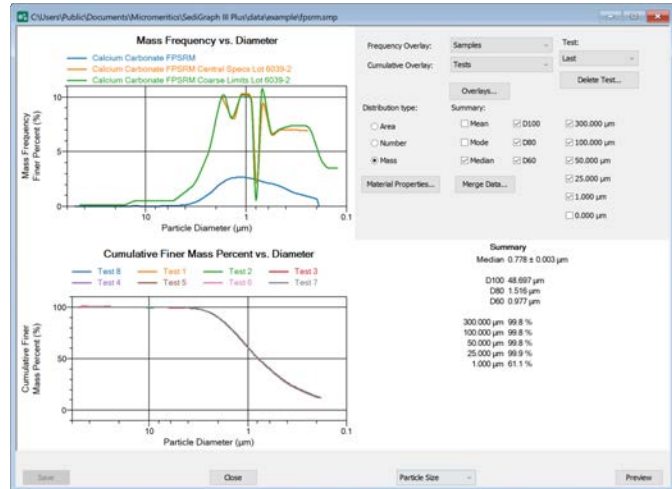 C:\Users\Public\Documents\Micromeritics\SediGraph III Plus\data\example\fpsrm.smp
Mass Frequency vs. Diameter
Calcium Carbonate FPSRM
Calcium Carbonate FPSRM Central Specs Lot 6039-2
Calcium Carbonate FPSRM Coarse Limits Lot 6039-2
Mass Frequency
Finer Percent (%)
10
5
0
10
1
0.1
Particle Diameter (µm)
Cumulative Finer Mass Percent vs. Diameter
Test 8
Test 1
Test 2
Test 3
Test 4
Test 5
Test 6
Test 7
Cumulative Finer
Mass Percent (%)
100
50
0
10
1
0.1
Particle Diameter (µm)
Frequency Overlay:
Samples
Cumulative Overlay:
Tests
Overlays...
Test:
Last
Delete Test...
Distribution type:
Area
Number
Mass
Material Properties...
Summary:
Mean
D100
Mode
D80
Median
D60
Merge Data...
300.000 µm
100.000 µm
50.000 µm
25.000 µm
1.000 µm
0.000 µm
Summary
Median 0.778 ± 0.003 µm
D100 48.697 µm
D80 1.516 µm
D60 0.977 µm
300.000 µm 99.8 %
100.000 µm 99.8 %
50.000 µm 99.8 %
25.000 µm 99.9 %
1.000 µm 61.1 %
Save
Close
Particle Size
Preview